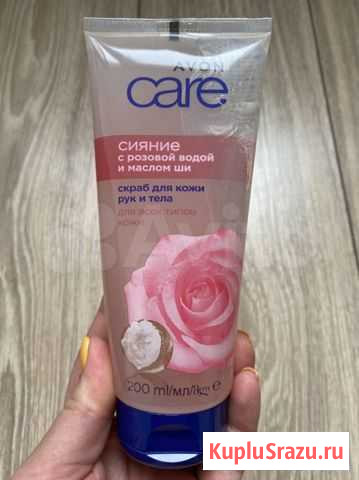 AVON
care
сияние
с розовой водой
и маслом ши
скраб для кожи
рук и тела
для всех типов
кожи
200 ml/мл/
KupluSrazu.ru